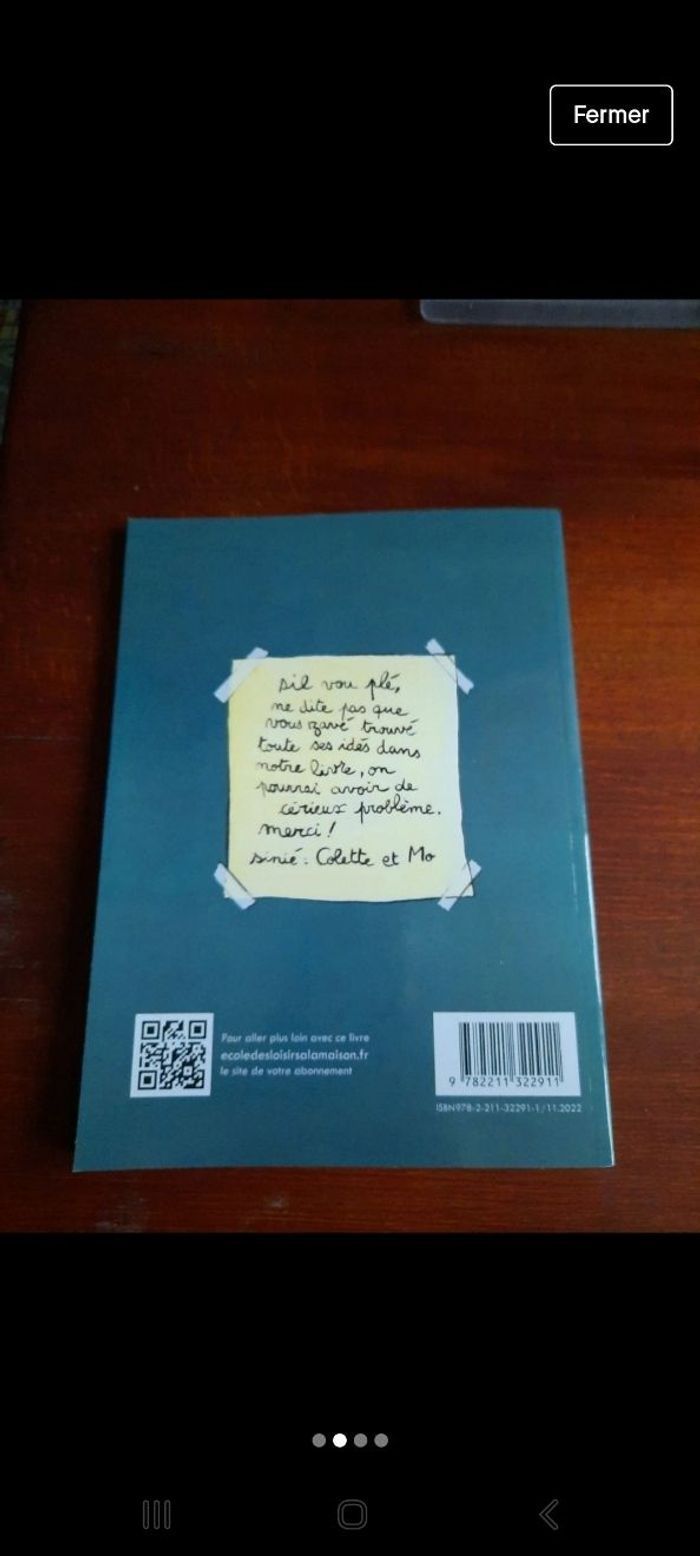 Fermer
sil vou plé,
ne dite pas que
vous zavé trouvé
toute ses idés dans
notre livre, on
pourrai avoir de
cérieux problème.
merci !
sinié : Colette et Mo
Pour aller plus loin avec ce livre
ecoledesloisirsalamaison.fr
le site de votre abonnement
9 782211 322911
ISBN 978-2-211-32291-1 / 11.2022